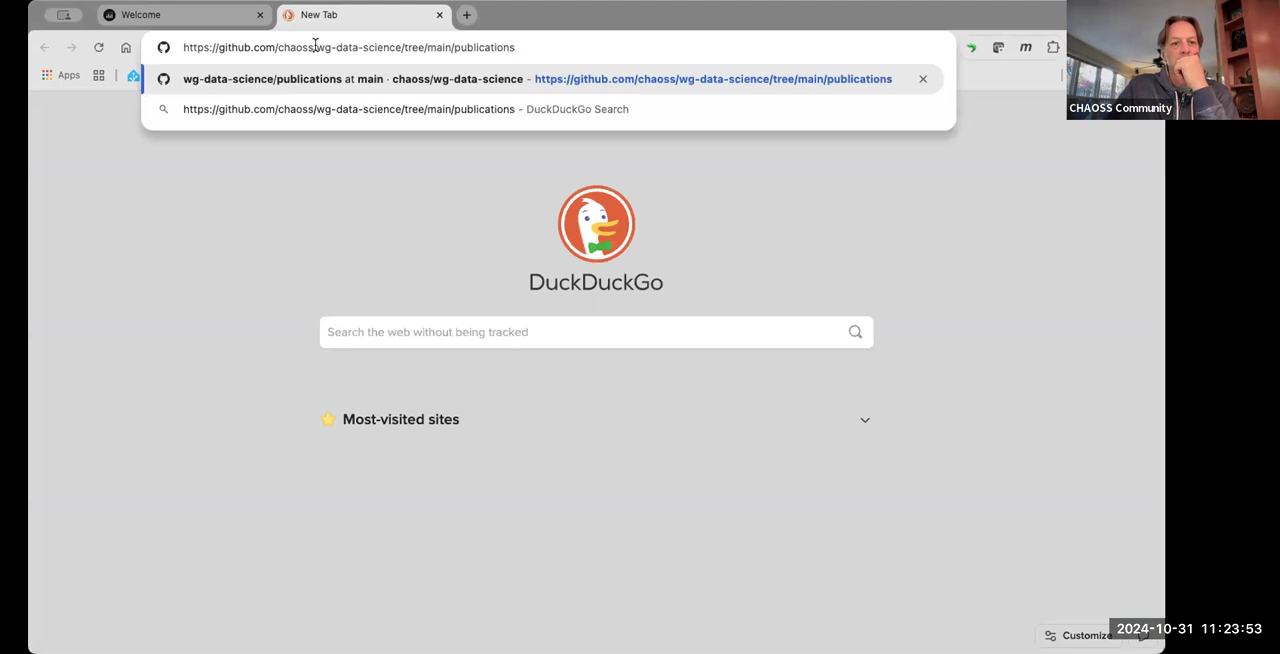 Welcome
New Tab
https://github.com/chaoss/wg-data-science/tree/main/publications
Apps
wg-data-science/publications at main · chaoss/wg-data-science - https://github.com/chaoss/wg-data-science/tree/main/publications
https://github.com/chaoss/wg-data-science/tree/main/publications - DuckDuckGo Search
m
CHAOSS Community
DuckDuckGo
Search the web without being tracked
Most-visited sites
Customize
2024-10-31 11:23:53